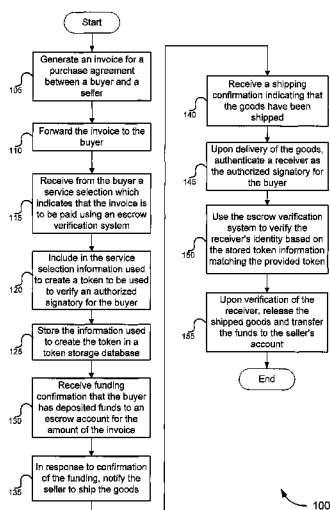 Start
Generate an invoice for a
purchase agreement
between a buyer and a
seller
105
Forward the invoice to the
buyer
110
Receive from the buyer a
service selection which
indicates that the invoice is
to be paid using an escrow
verification system
115
Include in the service
selection information used
to create a token to be used
to verify an authorized
signatory for the buyer
120
Store the information used
to create the token in a
token storage database
125
Receive funding
confirmation that the buyer
has deposited funds to an
escrow account for the
amount of the invoice
130
In response to confirmation
of the funding, notify the
seller to ship the goods
135
Receive a shipping
confirmation indicating that
the goods have been
shipped
140
Upon delivery of the goods,
authenticate a receiver as
the authorized signatory for
the buyer
145
Use the escrow verification
system to verify the
receiver's identity based on
the stored token information
matching the provided token
150
Upon verification of the
receiver, release the
shipped goods and transfer
the funds to the seller's
account
155
End
100